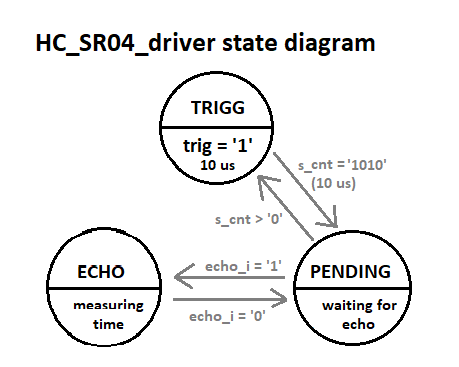 HC_SR04_driver state diagram
TRIGG
trig = '1'
10 us
s_cnt ='1010'
(10 us)
s_cnt > '0'
ECHO
measuring
time
echo_i = '1'
echo_i = '0'
PENDING
waiting for
echo